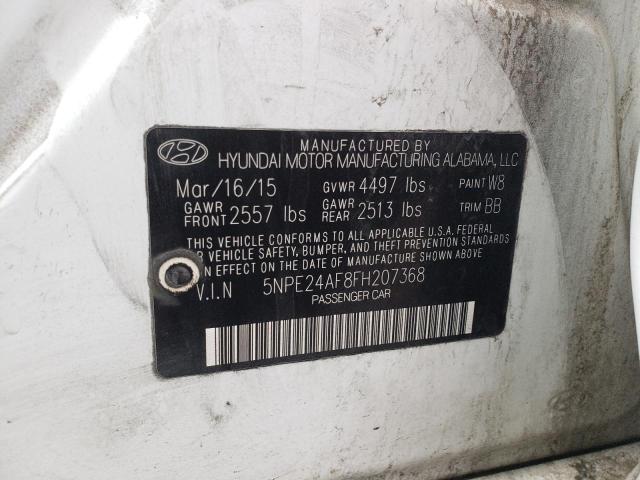 MANUFACTURED BY
HYUNDAI MOTOR MANUFACTURING ALABAMA, LLC
Mar/16/15 GVWR 4497 lbs PAINT W8
GAWR FRONT 2557 lbs GAWR REAR 2513 lbs TRIM BB
THIS VEHICLE CONFORMS TO ALL APPLICABLE U.S.A. FEDERAL
VEHICLE SAFETY, BUMPER, AND THEFT PREVENTION STANDARDS
IN EFFECT ON THE DATE OF MANUFACTURE SHOWN ABOVE.
V.I.N 5NPE24AF8FH207368
PASSENGER CAR